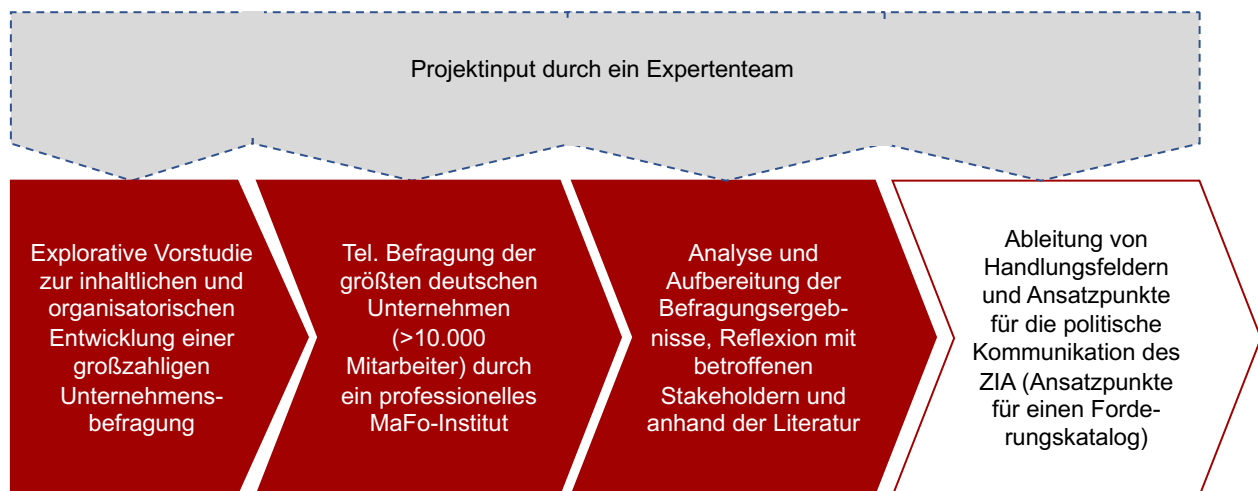 Projektinput durch ein Expertenteam
Explorative Vorstudie
zur inhaltlichen und
organisatorischen
Entwicklung einer
großzahligen
Unternehmens-
befragung
Tel. Befragung der
größten deutschen
Unternehmen
(>10.000
Mitarbeiter) durch
ein professionelles
MaFo-Institut
Analyse und
Aufbereitung der
Befragungsergeb-
nisse, Reflexion mit
betroffenen
Stakeholdern und
anhand der Literatur
Ableitung von
Handlungsfeldern
und Ansatzpunkte
für die politische
Kommunikation des
ZIA (Ansatzpunkte
für einen Forde-
rungskatalog)